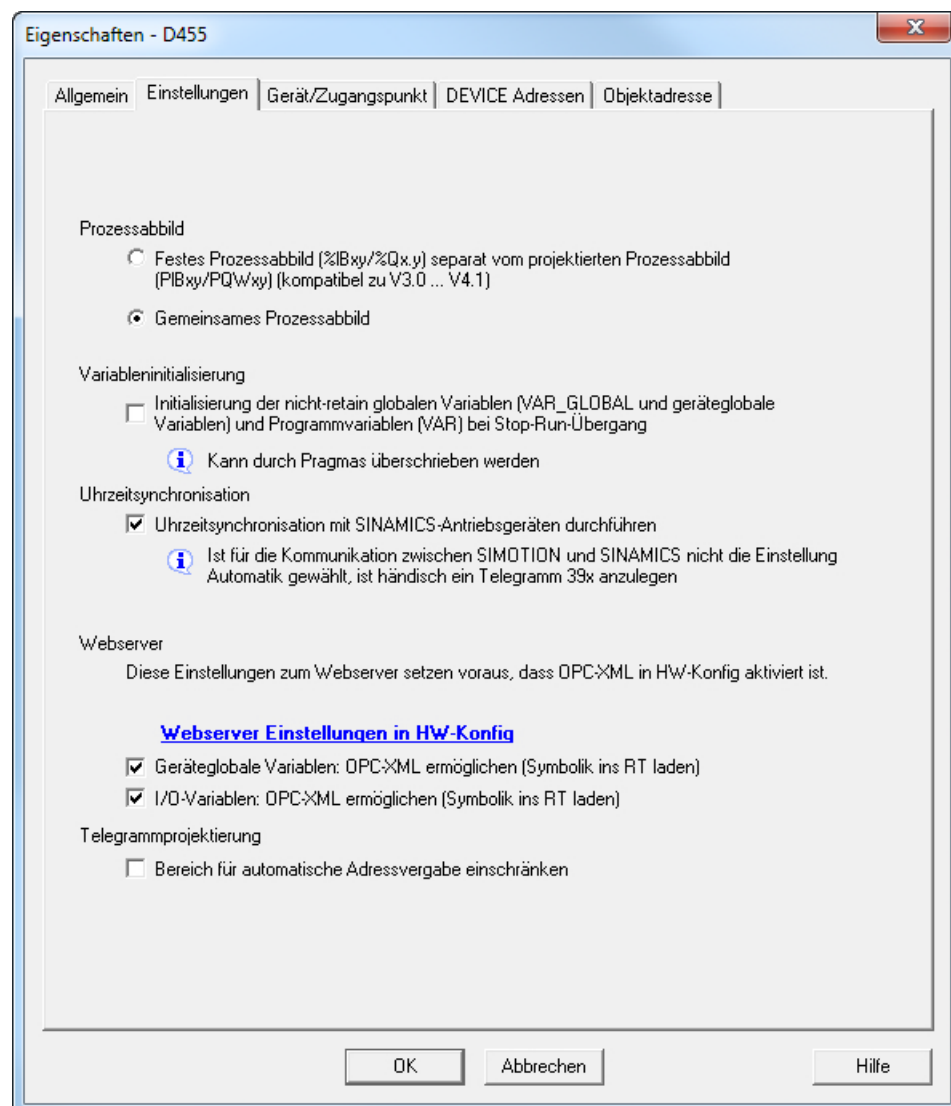 Eigenschaften - D455
Allgemein Einstellungen Gerät/Zugangspunkt DEVICE Adressen Objektadresse
Prozessabbild
Festes Prozessabbild (%IBxy/%Qx.y) separat vom projektierten Prozessabbild
(PIBxy/PQWxy) (kompatibel zu V3.0 ... V4.1)
Gemeinsames Prozessabbild
Variableninitialisierung
Initialisierung der nicht-retain globalen Variablen (VAR_GLOBAL und geräteglobale
Variablen) und Programmvariablen (VAR) bei Stop-Run-Übergang
Kann durch Pragmas überschrieben werden
Uhrzeitsynchronisation
Uhrzeitsynchronisation mit SINAMICS-Antriebsgeräten durchführen
Ist für die Kommunikation zwischen SIMOTION und SINAMICS nicht die Einstellung
Automatik gewählt, ist händisch ein Telegramm 39x anzulegen
Webserver
Diese Einstellungen zum Webserver setzen voraus, dass OPC-XML in HW-Konfig aktiviert ist.
Webserver Einstellungen in HW-Konfig
Geräteglobale Variablen: OPC-XML ermöglichen (Symbolik ins RT laden)
I/O-Variablen: OPC-XML ermöglichen (Symbolik ins RT laden)
Telegrammprojektierung
Bereich für automatische Adressvergabe einschränken
OK Abbrechen Hilfe